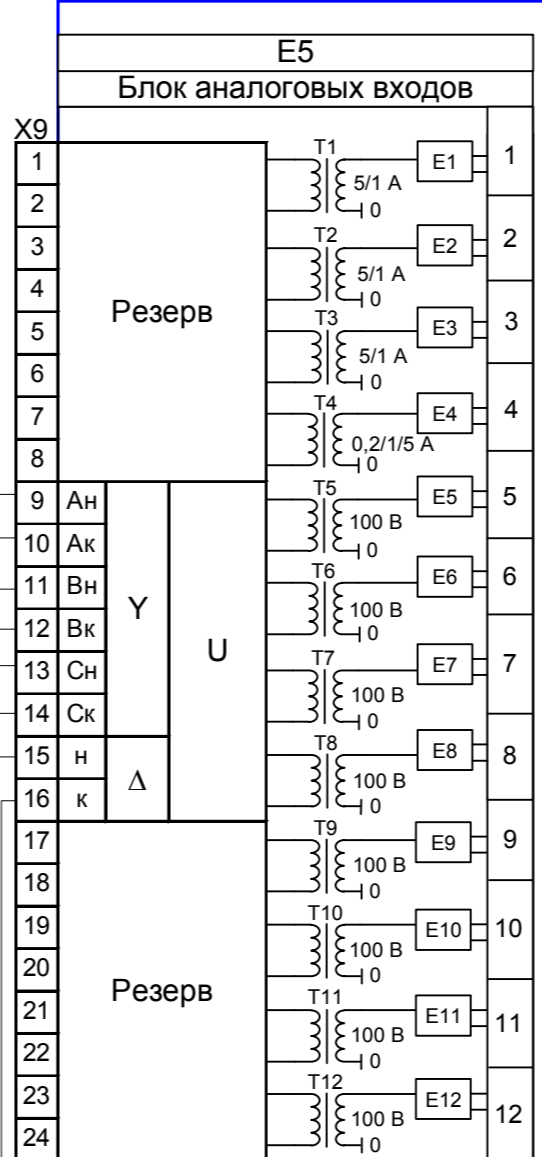 E5
Блок аналоговых входов
X9
1
2
3
4
5
6
7
8
Резерв
9 Ан
10 Ак
11 Вн
12 Вк
13 Сн
14 Ск
Y
15 н
16 к
Δ
U
17
18
19
20
21
22
23
24
Резерв
T1 5/1 А 0 E1 1
T2 5/1 А 0 E2 2
T3 5/1 А 0 E3 3
T4 0,2/1/5 А 0 E4 4
T5 100 В 0 E5 5
T6 100 В 0 E6 6
T7 100 В 0 E7 7
T8 100 В 0 E8 8
T9 100 В 0 E9 9
T10 100 В 0 E10 10
T11 100 В 0 E11 11
T12 100 В 0 E12 12